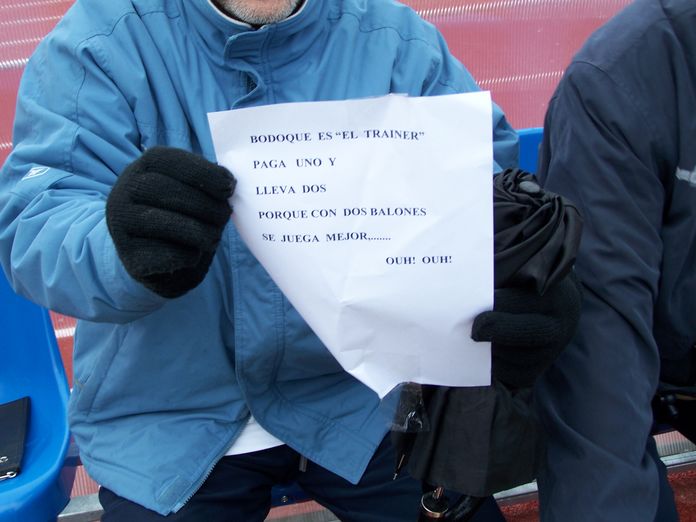 BODOQUE ES "EL TRAINER"
PAGA UNO Y
LLEVA DOS
PORQUE CON DOS BALONES
SE JUEGA MEJOR,.......
OUH! OUH!